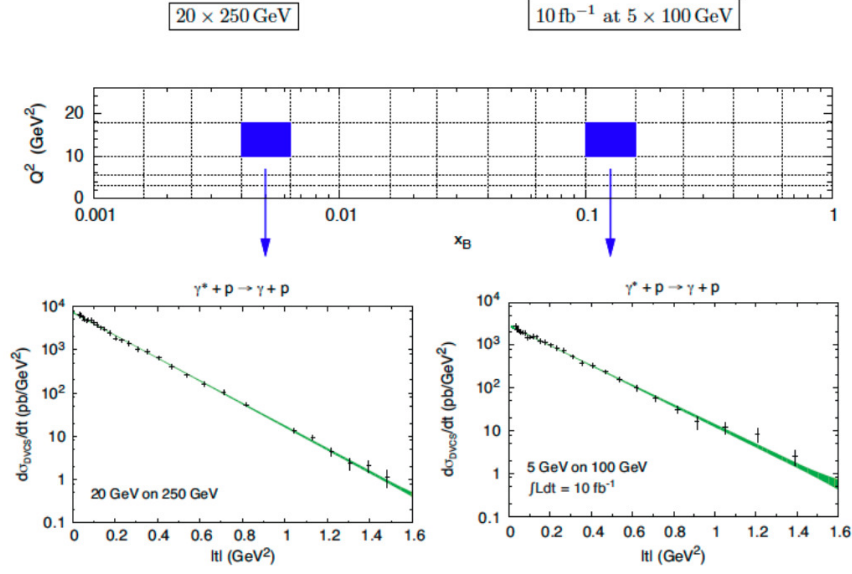 20 × 250 GeV
10 fb⁻¹ at 5 × 100 GeV
Q² (GeV²)
20
10
0
0.001
0.01
0.1
1
x_B
γ* + p → γ + p
dσ_DVCS/dt (pb/GeV²)
10⁴
10³
10²
10
1
0.1
20 GeV on 250 GeV
0
0.2
0.4
0.6
0.8
1
1.2
1.4
1.6
|t| (GeV²)
γ* + p → γ + p
dσ_DVCS/dt (pb/GeV²)
10⁴
10³
10²
10
1
0.1
5 GeV on 100 GeV
∫Ldt = 10 fb⁻¹
0
0.2
0.4
0.6
0.8
1
1.2
1.4
1.6
|t| (GeV²)